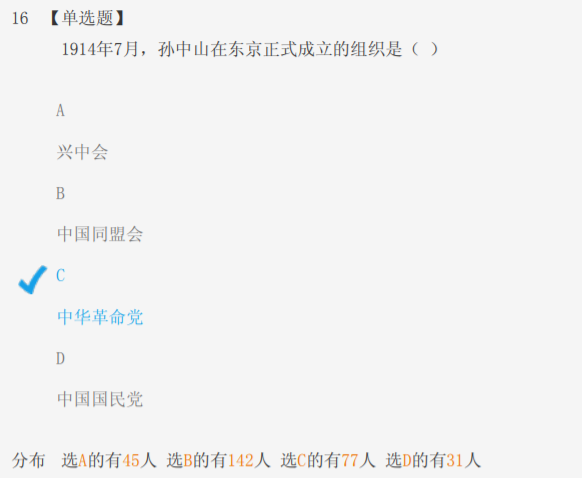 16 【单选题】
1914年7月，孙中山在东京正式成立的组织是（ ）
A
兴中会
B
中国同盟会
C
中华革命党
D
中国国民党
分布 选A的有45人 选B的有142人 选C的有77人 选D的有31人